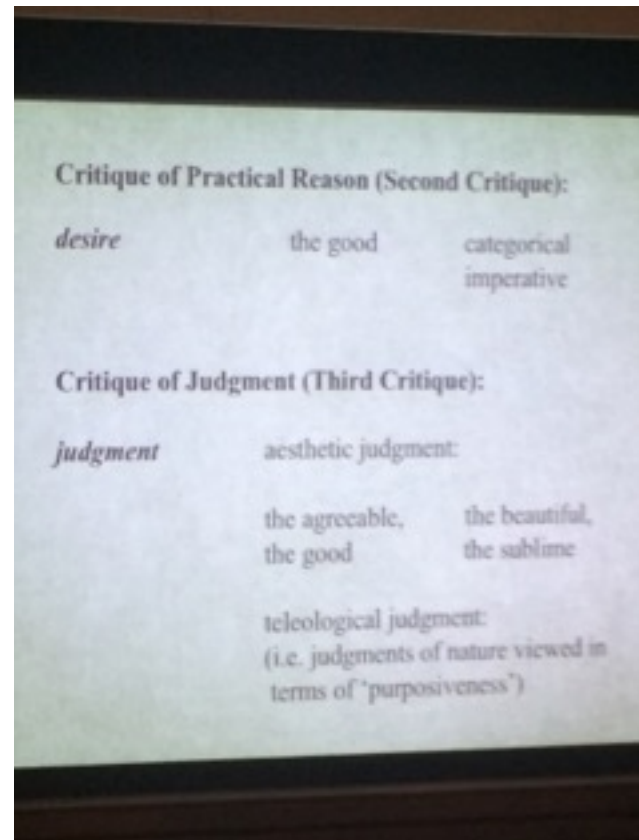 Critique of Practical Reason (Second Critique):
desire the good categorical
imperative
Critique of Judgment (Third Critique):
judgment aesthetic judgment:
the agreeable, the beautiful,
the good the sublime
teleological judgment:
(i.e. judgments of nature viewed in
terms of 'purposiveness')